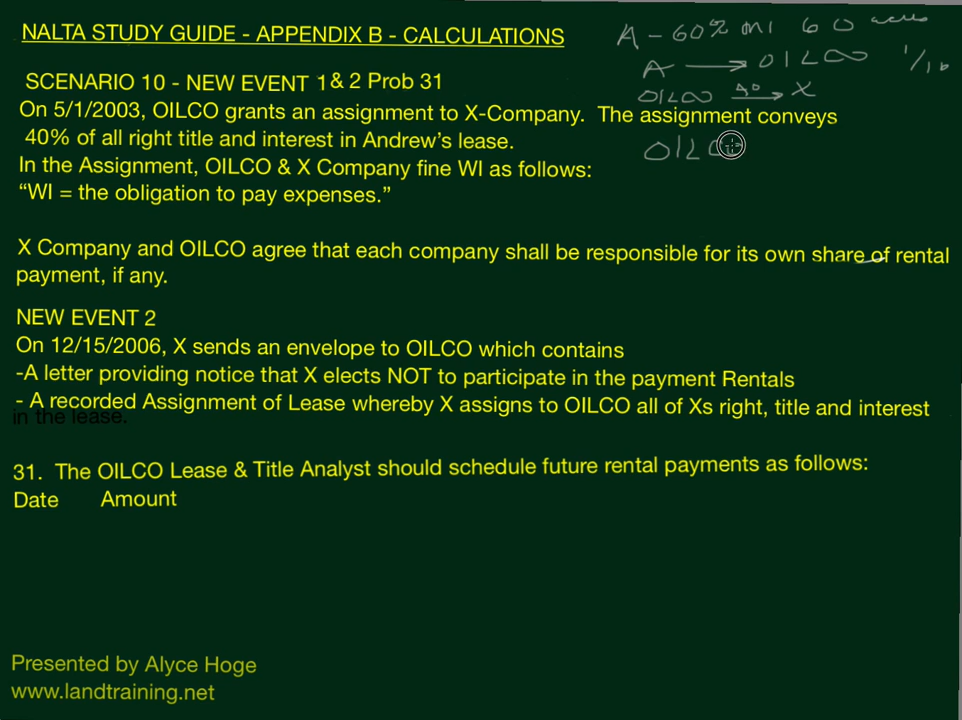 NALTA STUDY GUIDE - APPENDIX B - CALCULATIONS
A - 60% MI 60 acres
A → OILCO 1/16
OILCO 40 → X
OILC
SCENARIO 10 - NEW EVENT 1 & 2 Prob 31
On 5/1/2003, OILCO grants an assignment to X-Company. The assignment conveys
40% of all right title and interest in Andrew's lease.
In the Assignment, OILCO & X Company fine WI as follows:
“WI = the obligation to pay expenses.”
X Company and OILCO agree that each company shall be responsible for its own share of rental
payment, if any.
NEW EVENT 2
On 12/15/2006, X sends an envelope to OILCO which contains
-A letter providing notice that X elects NOT to participate in the payment Rentals
- A recorded Assignment of Lease whereby X assigns to OILCO all of Xs right, title and interest
in the lease.
31. The OILCO Lease & Title Analyst should schedule future rental payments as follows:
Date Amount
Presented by Alyce Hoge
www.landtraining.net